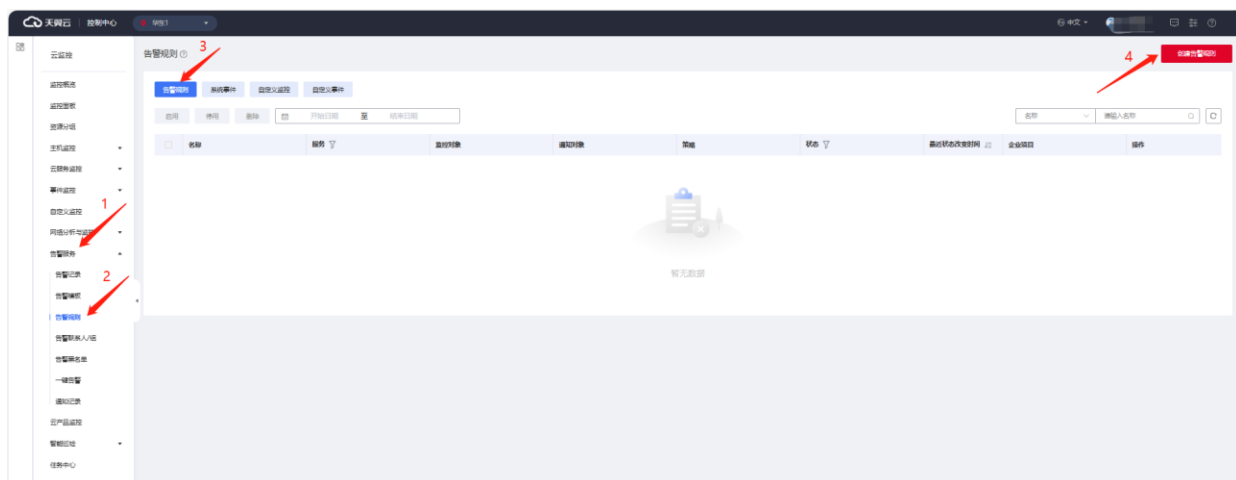 天翼云 控制中心 中文
云监控
监控概览
监控面板
资源分组
主机监控
云服务监控
事件监控
自定义监控
1
网络分析与监控
告警服务
告警记录
2
告警模板
告警规则
告警联系人/组
告警黑名单
一键告警
通知记录
云产品监控
智能巡检
任务中心
告警规则 3
4 创建告警规则
告警规则 系统事件 自定义监控 自定义事件
启用 停用 删除 开始日期 至 结束日期 名称 请输入名称
名称 服务 监控对象 通知对象 策略 状态 最近状态改变时间 企业项目 操作
暂无数据